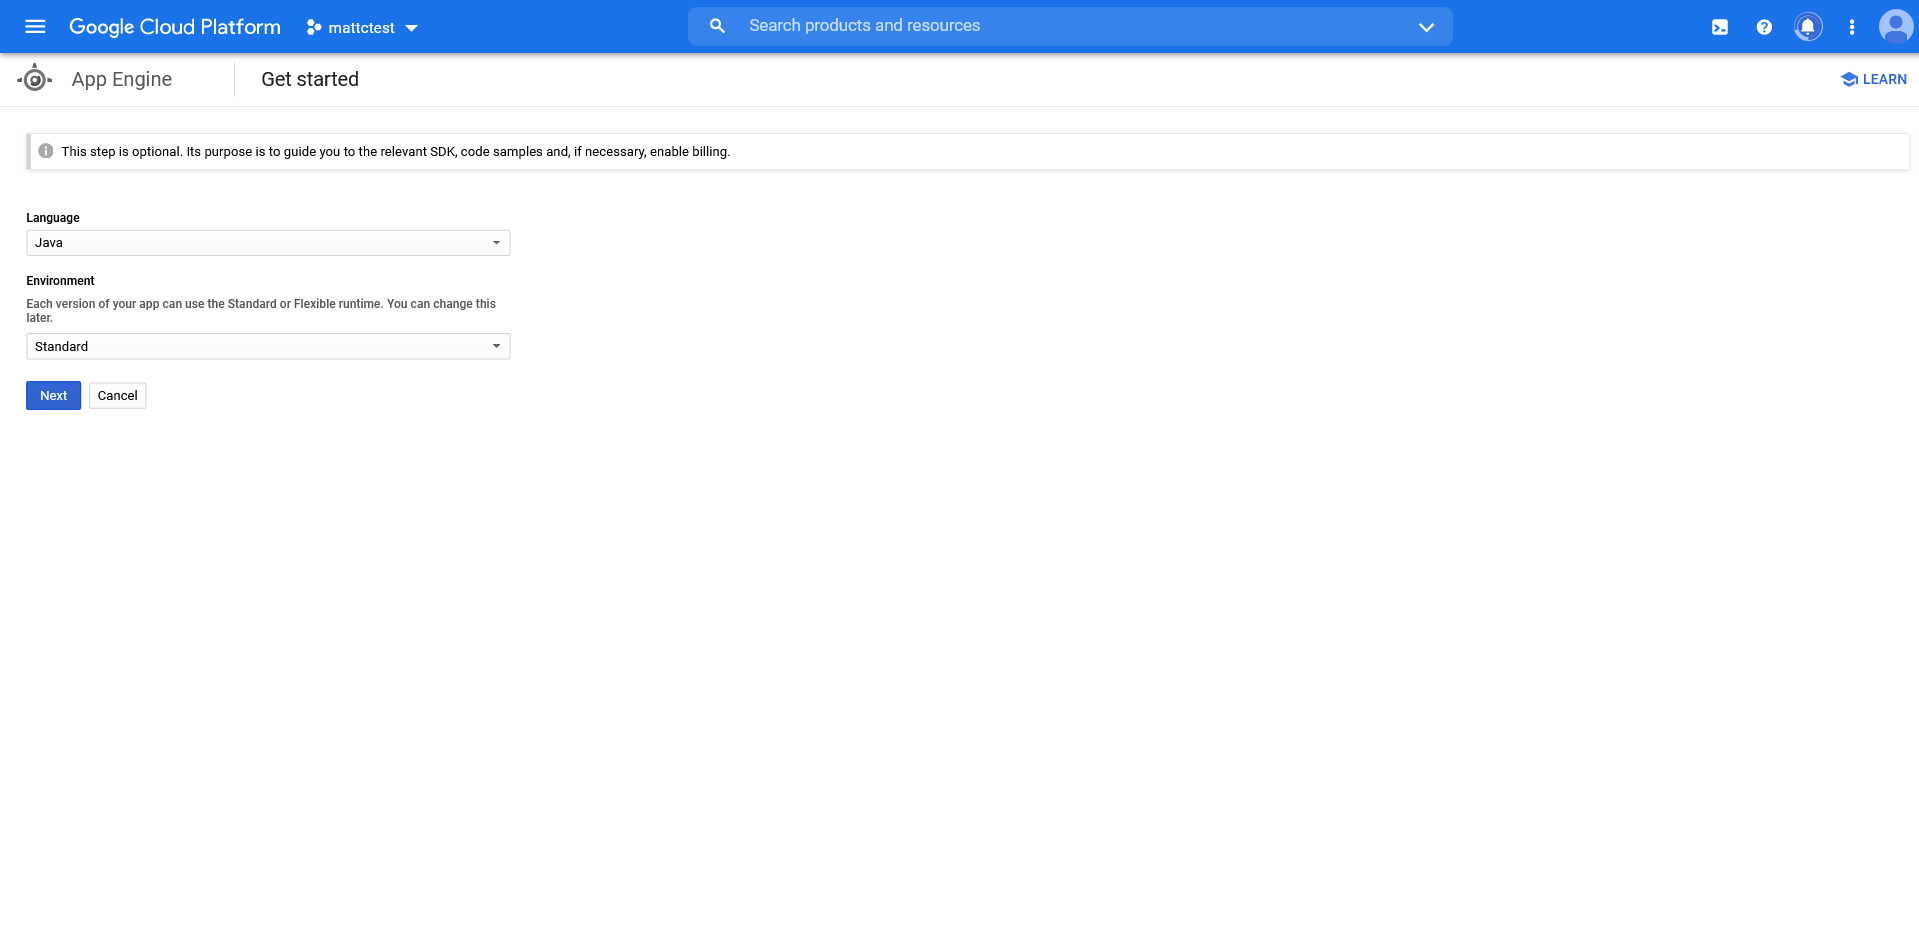 Google Cloud Platform
mattctest
Search products and resources
App Engine
Get started
LEARN
This step is optional. Its purpose is to guide you to the relevant SDK, code samples and, if necessary, enable billing.
Language
Java
Environment
Each version of your app can use the Standard or Flexible runtime. You can change this
later.
Standard
Next
Cancel